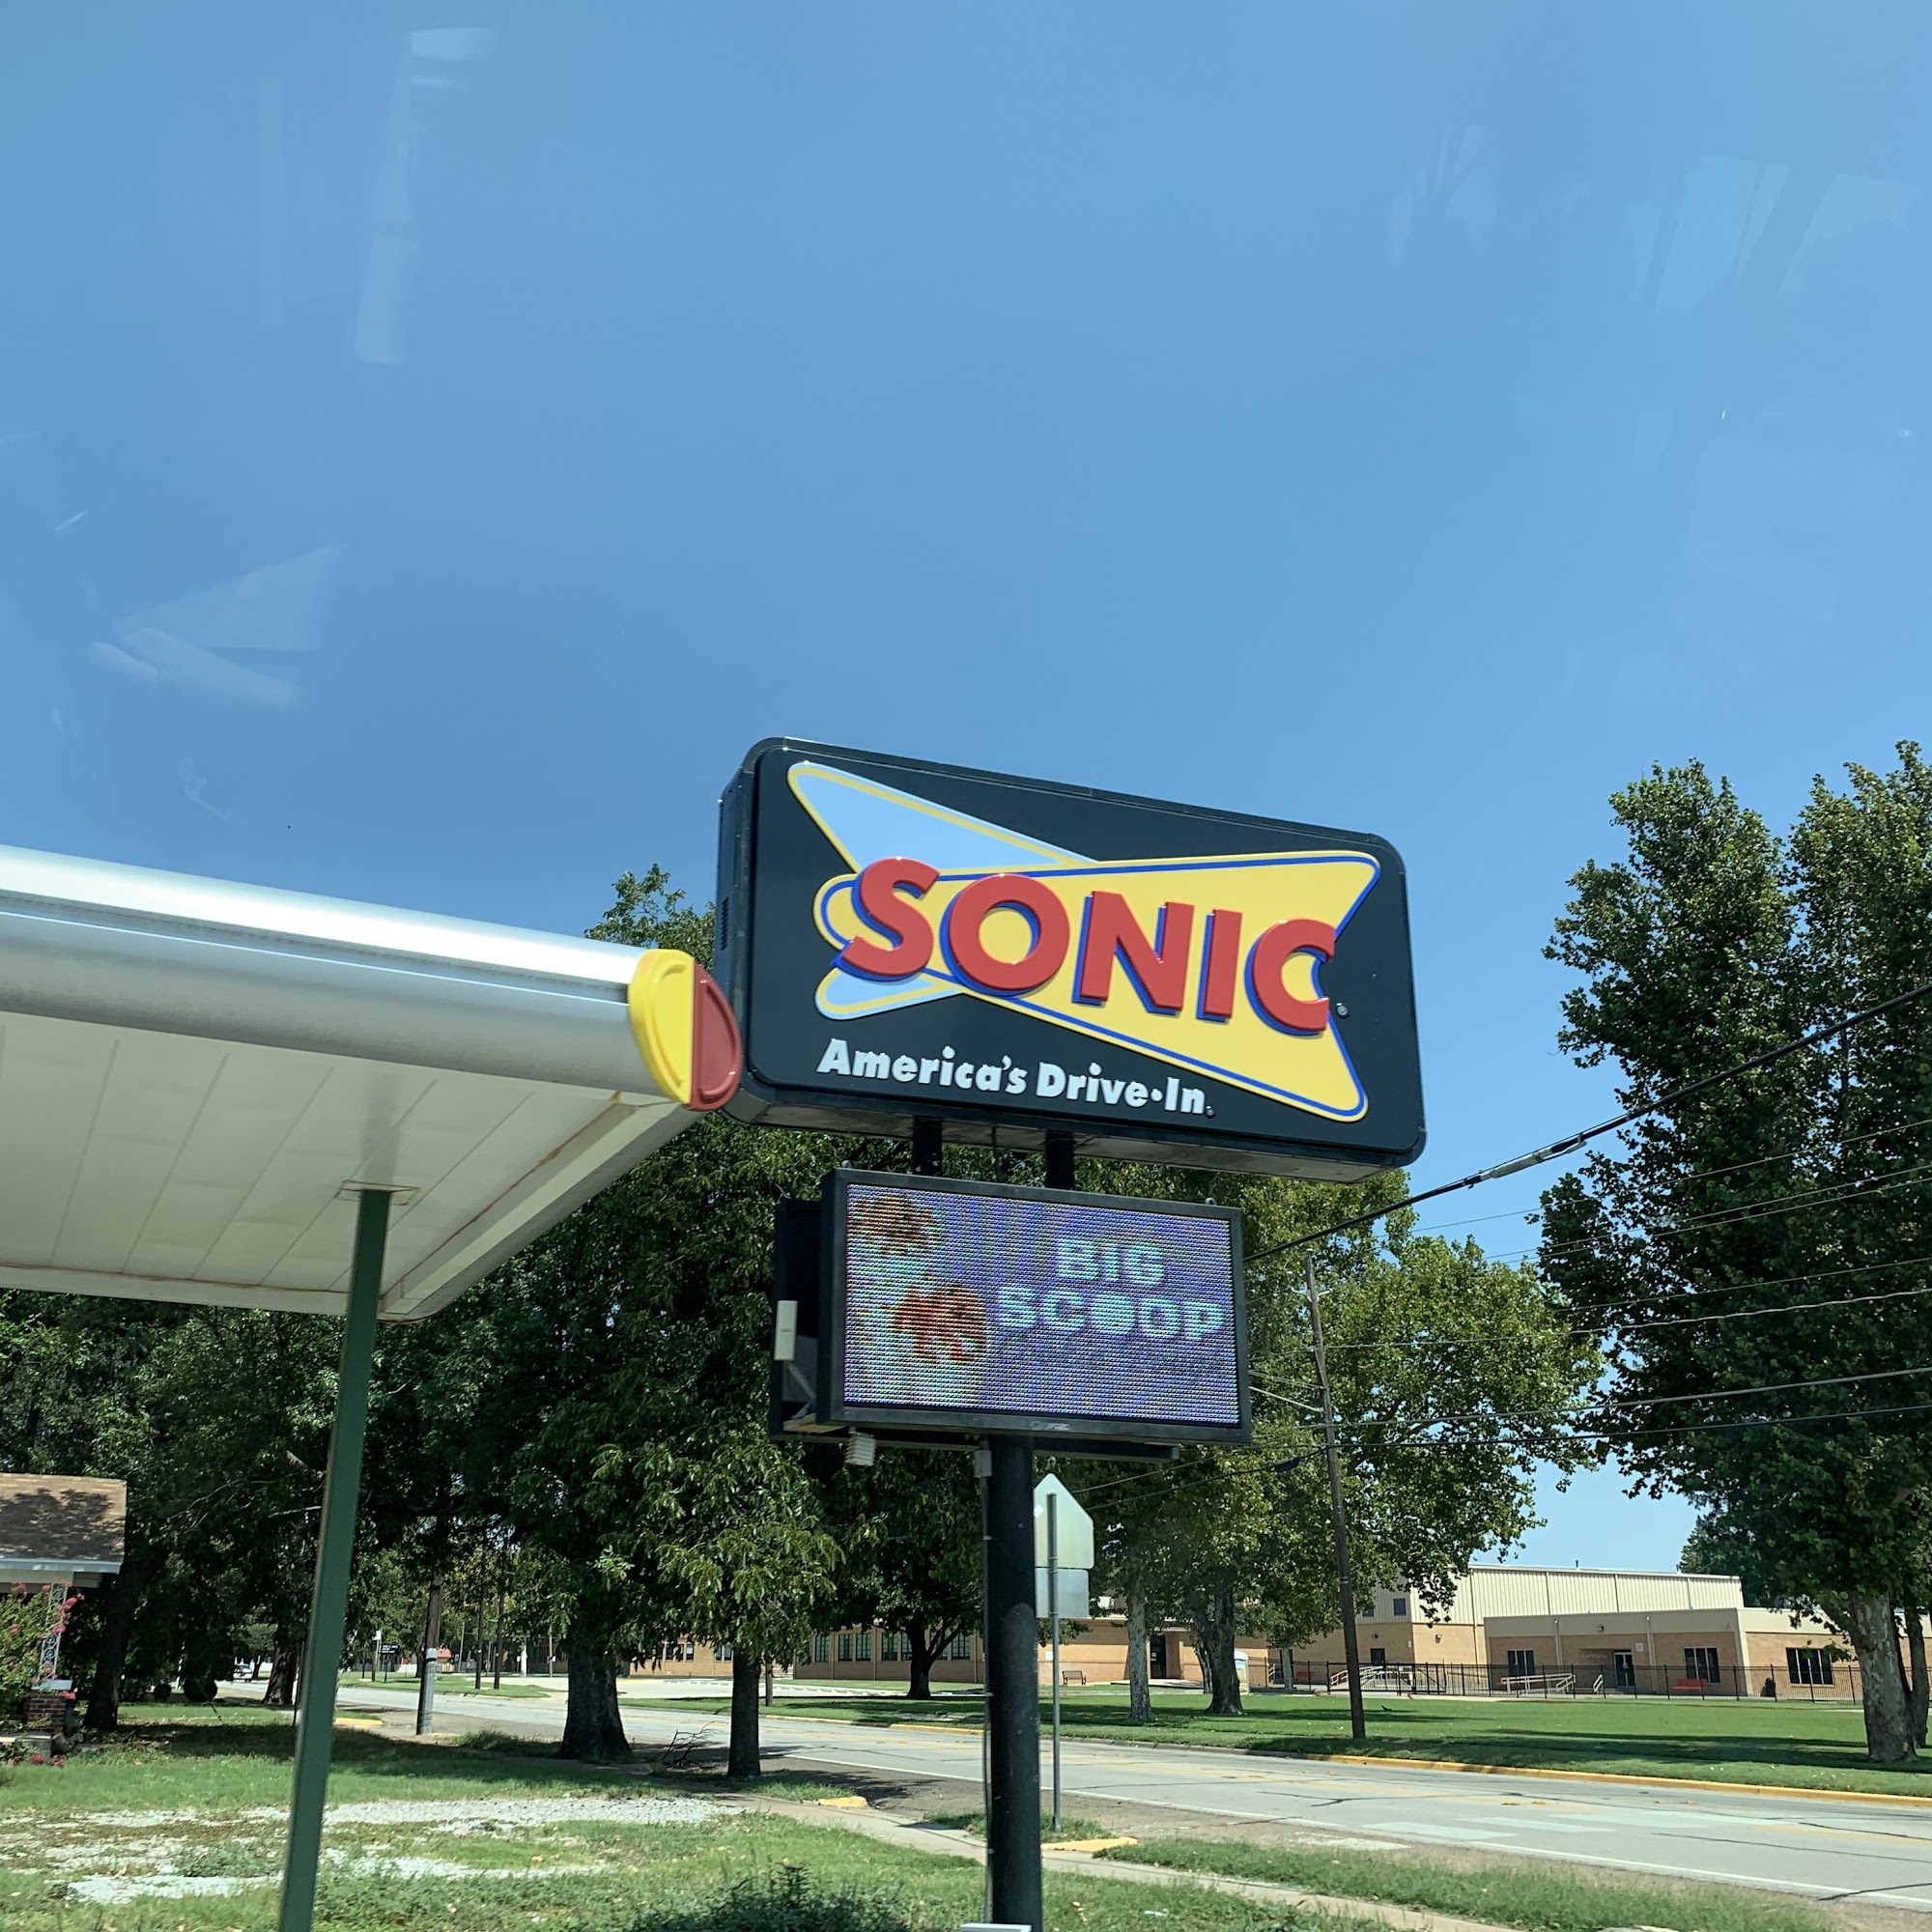 SONIC
America's Drive-In.
BIG
SCOOP